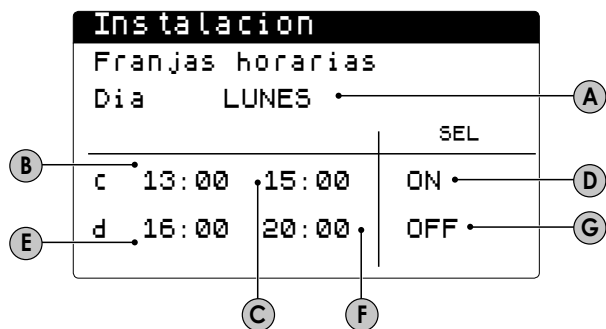 Instalacion
Franjas horarias
Dia LUNES A
SEL
B
c 13:00 15:00 ON D
d 16:00 20:00 OFF G
E
C F